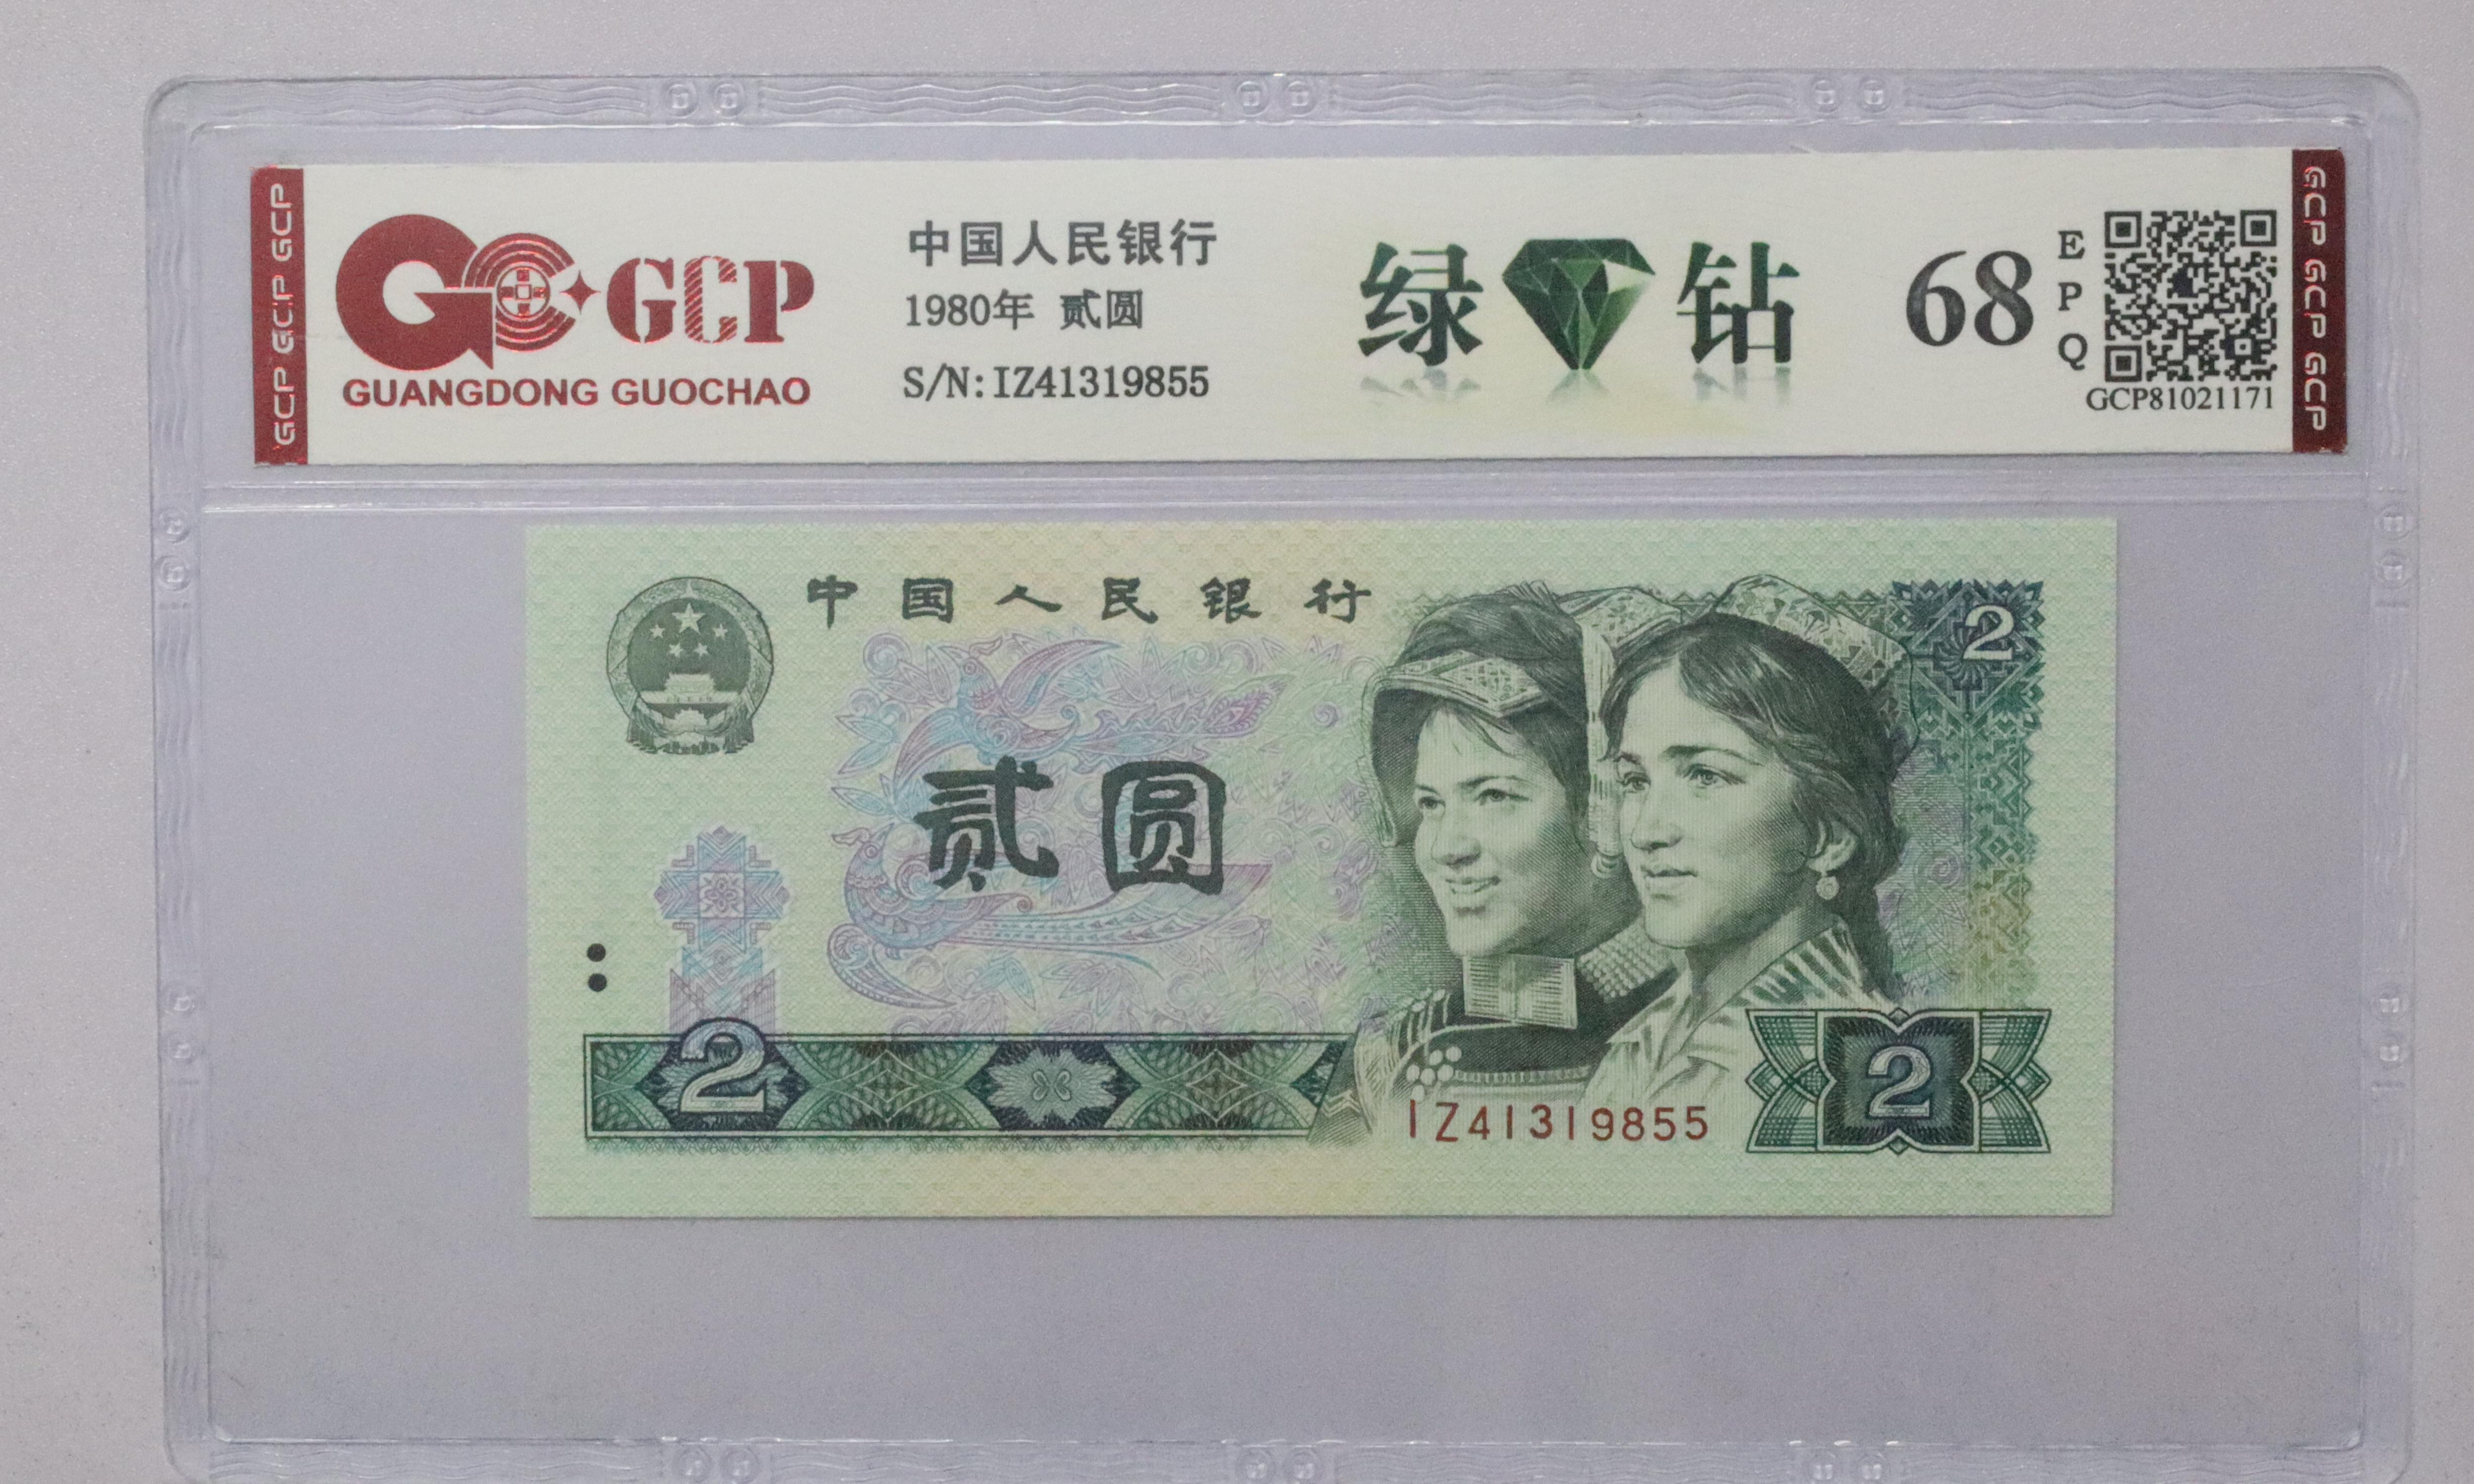 GCP GCP GCP
GCP
GUANGDONG GUOCHAO
中国人民银行
1980年 贰圆
S/N:IZ41319855
绿钻
68
E
P
Q
GCP81021171
GCP GCP GCP
中国人民银行
2
贰圆
2
2
IZ41319855